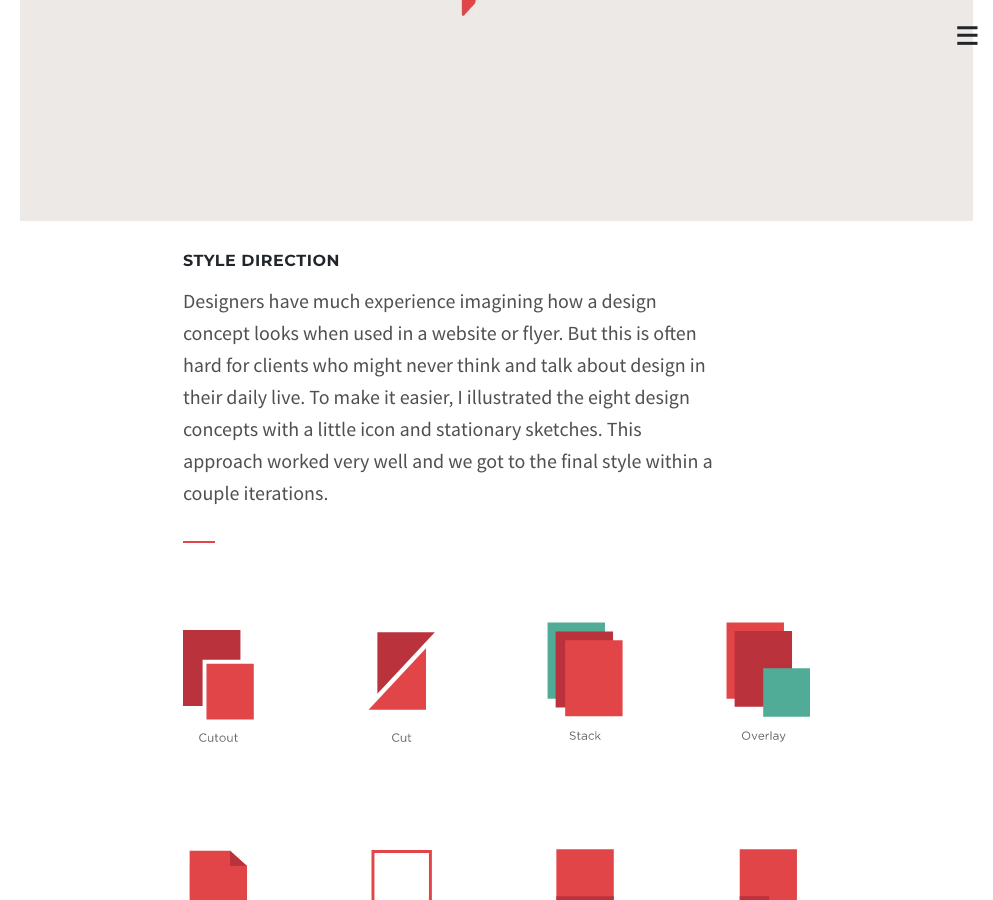 STYLE DIRECTION
Designers have much experience imagining how a design
concept looks when used in a website or flyer. But this is often
hard for clients who might never think and talk about design in
their daily live. To make it easier, I illustrated the eight design
concepts with a little icon and stationary sketches. This
approach worked very well and we got to the final style within a
couple iterations.
Cutout
Cut
Stack
Overlay